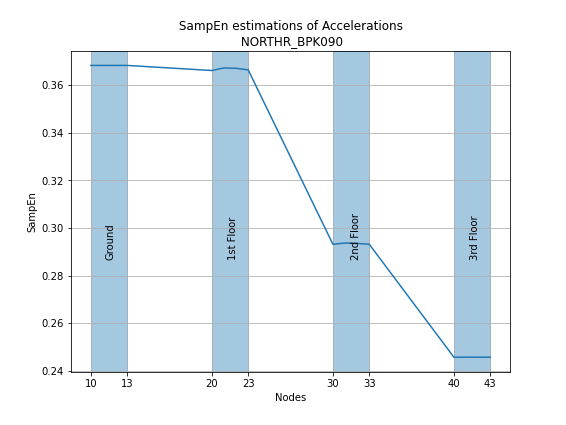 SampEn estimations of Accelerations
NORTHR_BPK090
SampEn
0.36
0.34
0.32
0.30
0.28
0.26
0.24
Ground
1st Floor
2nd Floor
3rd Floor
10 13 20 23 30 33 40 43
Nodes